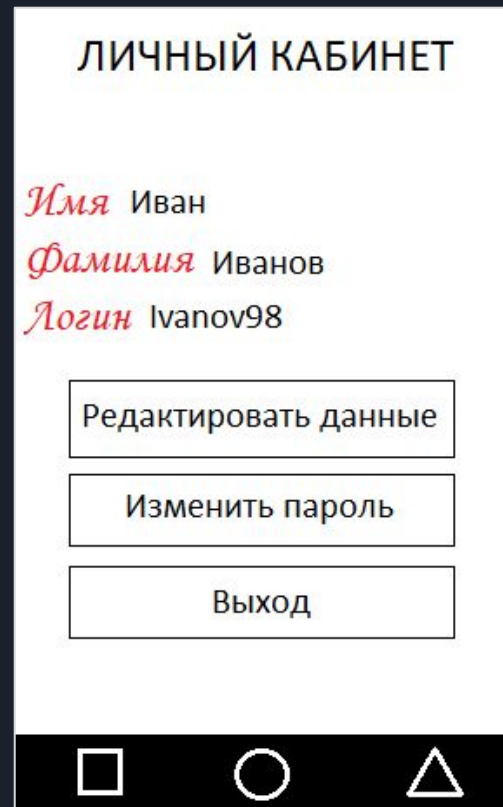 ЛИЧНЫЙ КАБИНЕТ
Имя Иван
Фамилия Иванов
Логин Ivanov98
Редактировать данные
Изменить пароль
Выход